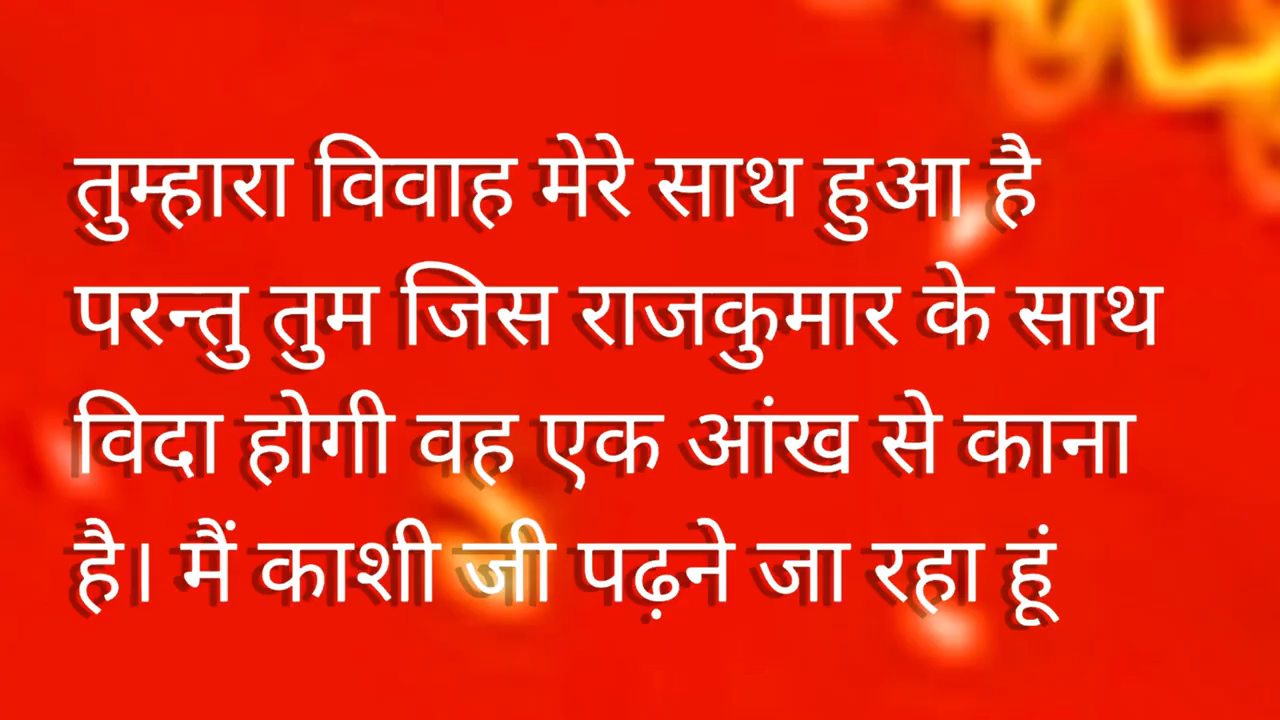 तुम्हारा विवाह मेरे साथ हुआ है
परन्तु तुम जिस राजकुमार के साथ
विदा होगी वह एक आंख से काना
है। मैं काशी जी पढ़ने जा रहा हूं